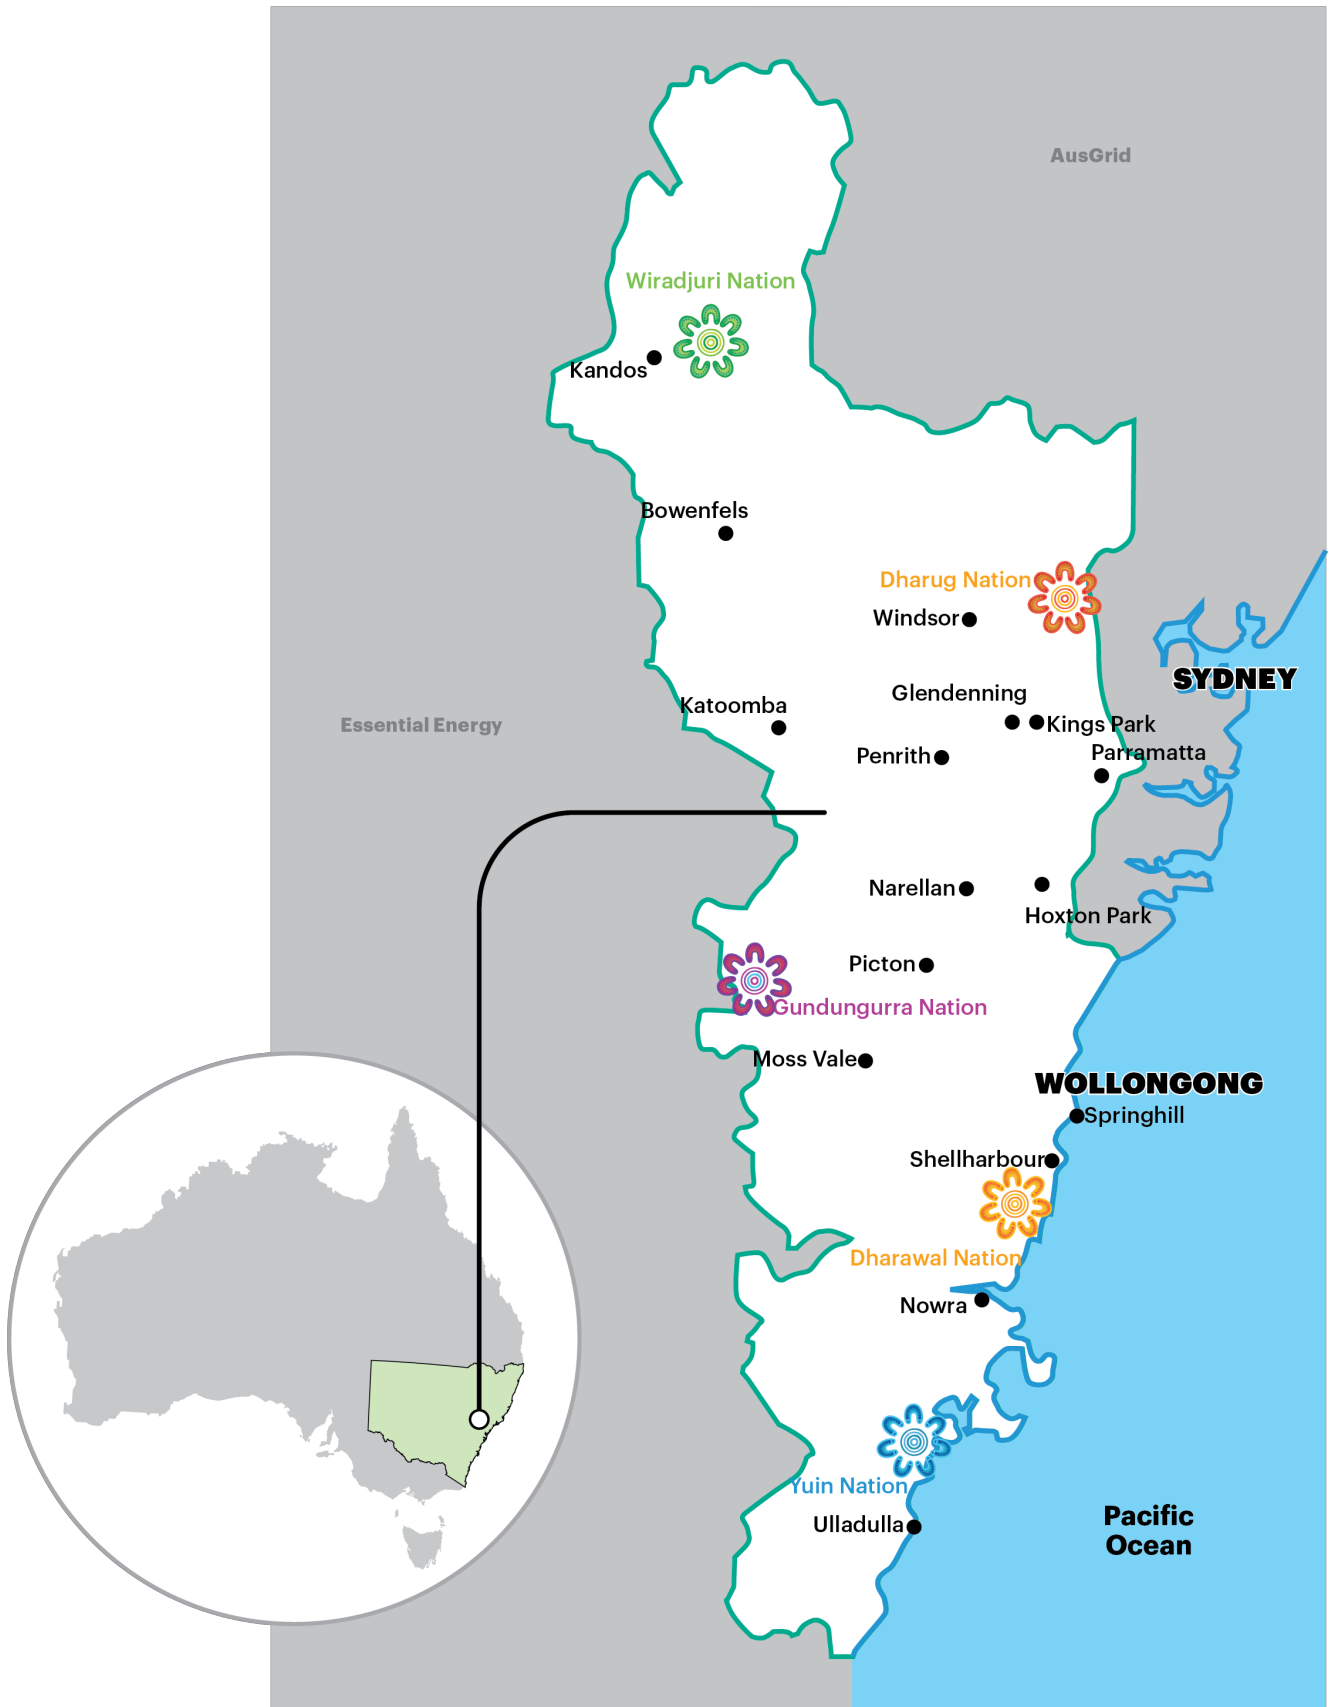 AusGrid
Wiradjuri Nation
Kandos
Bowenfels
Dharug Nation
Windsor
SYDNEY
Glendenning
Katoomba
Essential Energy
Kings Park
Parramatta
Penrith
Narellan
Hoxton Park
Picton
Gundungurra Nation
Moss Vale
WOLLONGONG
Springhill
Shellharbour
Dharawal Nation
Nowra
Yuin Nation
Ulladulla
Pacific
Ocean